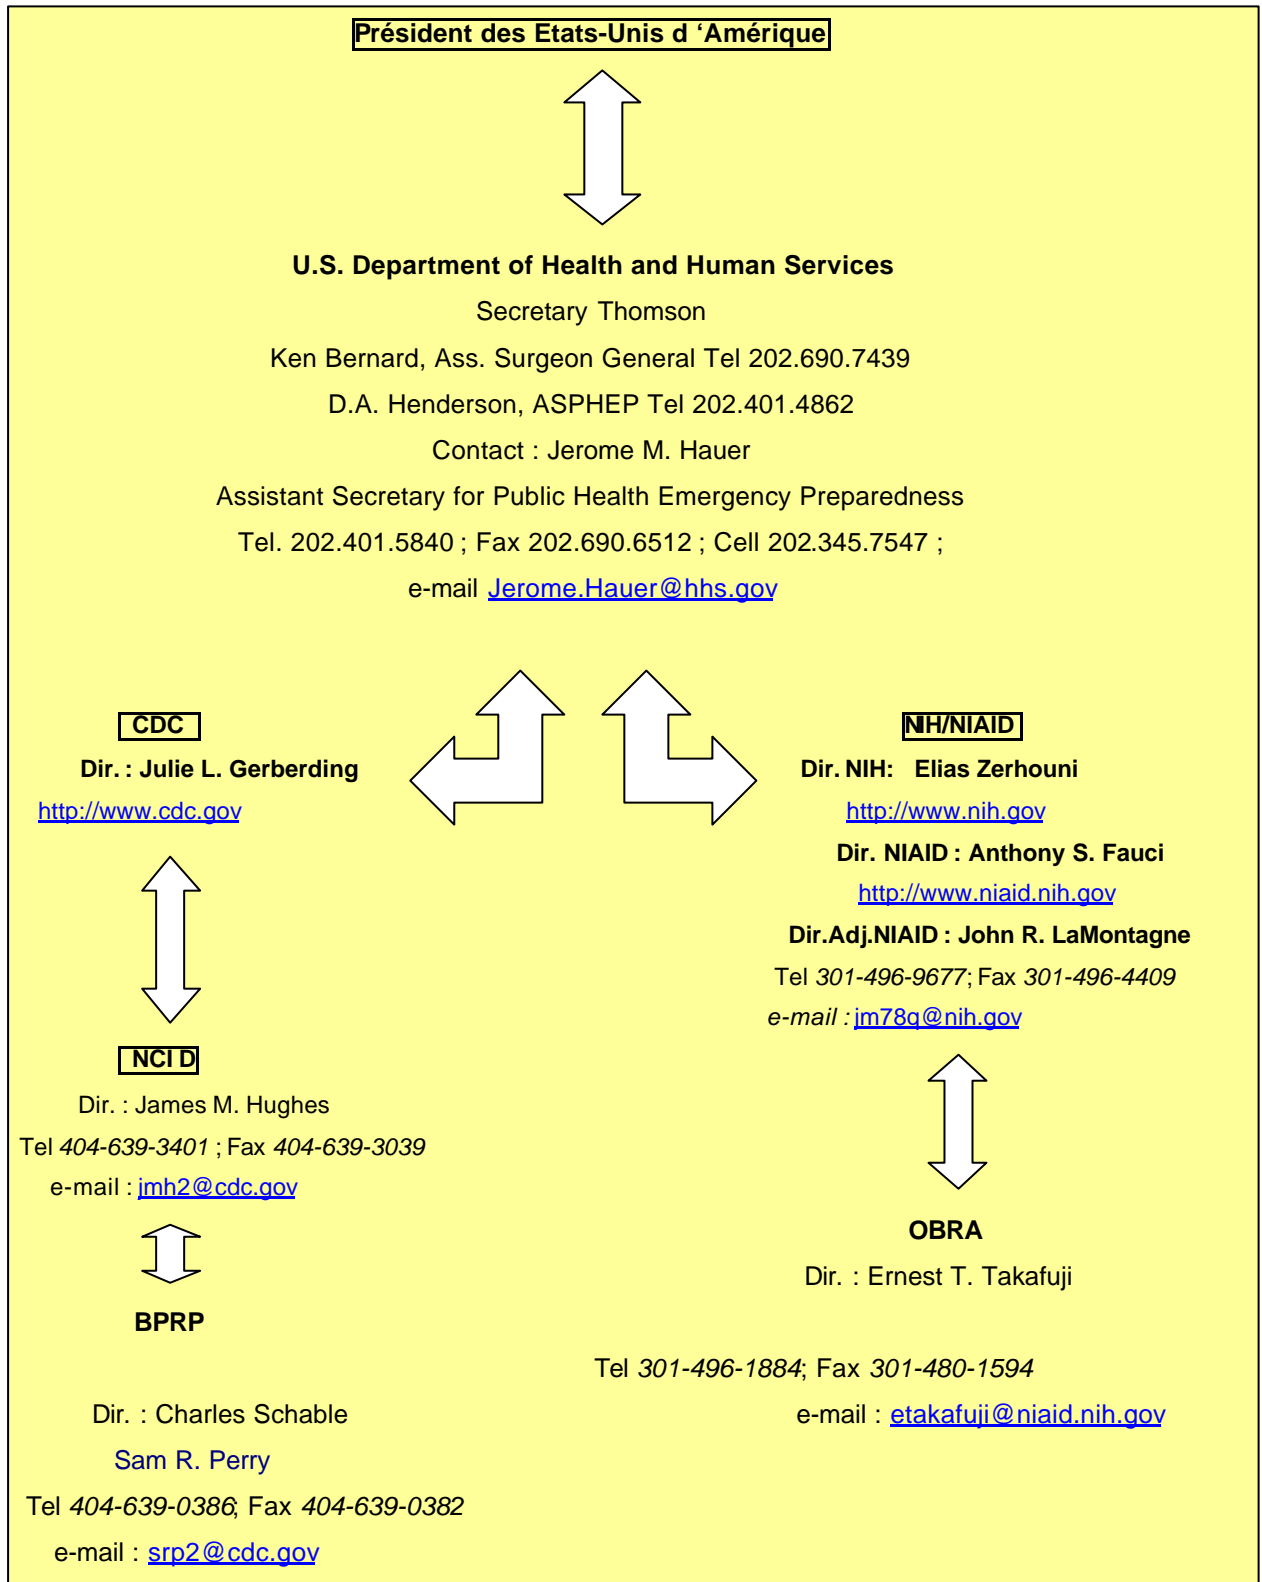 Président des Etats-Unis d ‘Amérique
U.S. Department of Health and Human Services
Secretary Thomson
Ken Bernard, Ass. Surgeon General Tel 202.690.7439
D.A. Henderson, ASPHEP Tel 202.401.4862
Contact : Jerome M. Hauer
Assistant Secretary for Public Health Emergency Preparedness
Tel. 202.401.5840 ; Fax 202.690.6512 ; Cell 202.345.7547 ;
e-mail Jerome.Hauer@hhs.gov
CDC
Dir. : Julie L. Gerberding
http://www.cdc.gov
NCI D
Dir. : James M. Hughes
Tel 404-639-3401 ; Fax 404-639-3039
e-mail : jmh2@cdc.gov
BPRP
Dir. : Charles Schable
Sam R. Perry
Tel 404-639-0386; Fax 404-639-0382
e-mail : srp2@cdc.gov
NIH/NIAID
Dir. NIH: Elias Zerhouni
http://www.nih.gov
Dir. NIAID : Anthony S. Fauci
http://www.niaid.nih.gov
Dir.Adj.NIAID : John R. LaMontagne
Tel 301-496-9677; Fax 301-496-4409
e-mail : jm78q@nih.gov
OBRA
Dir. : Ernest T. Takafuji
Tel 301-496-1884; Fax 301-480-1594
e-mail : etakafuji@niaid.nih.gov